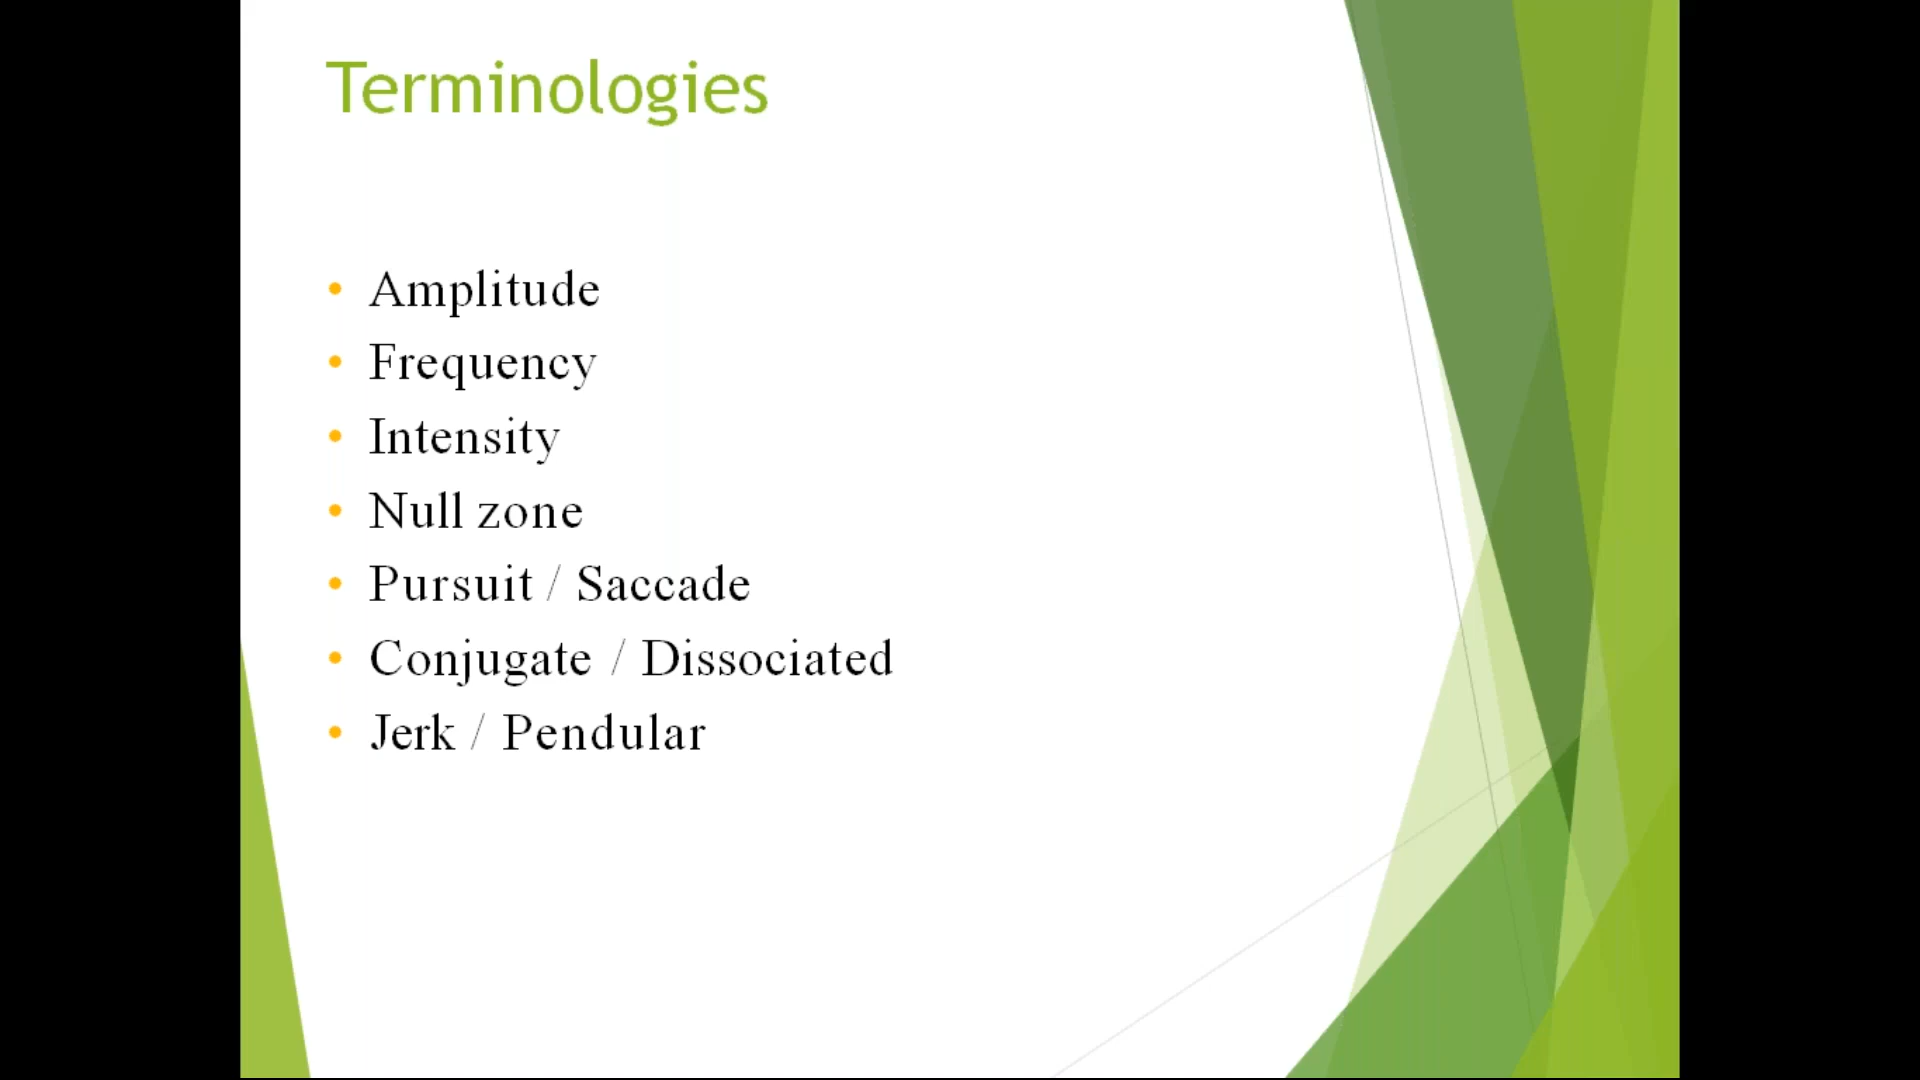 Terminologies
• Amplitude
• Frequency
• Intensity
• Null zone
• Pursuit / Saccade
• Conjugate / Dissociated
• Jerk / Pendular